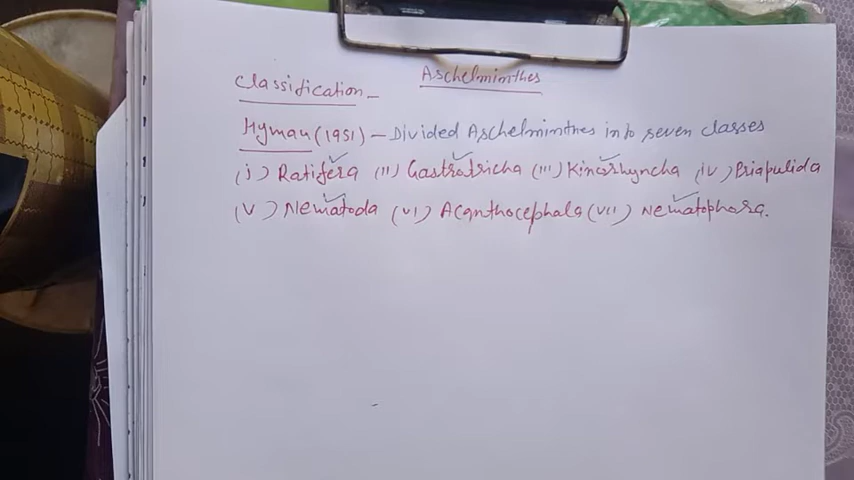 Aschelminthes
Classification -
Hyman (1951) - Divided Aschelminthes into seven classes
(i) Ratifera (ii) Gastrotricha (iii) Kinorhyncha (iv) Priapulida
(v) Nematoda (vi) Acanthocephala (vii) Nematophora.